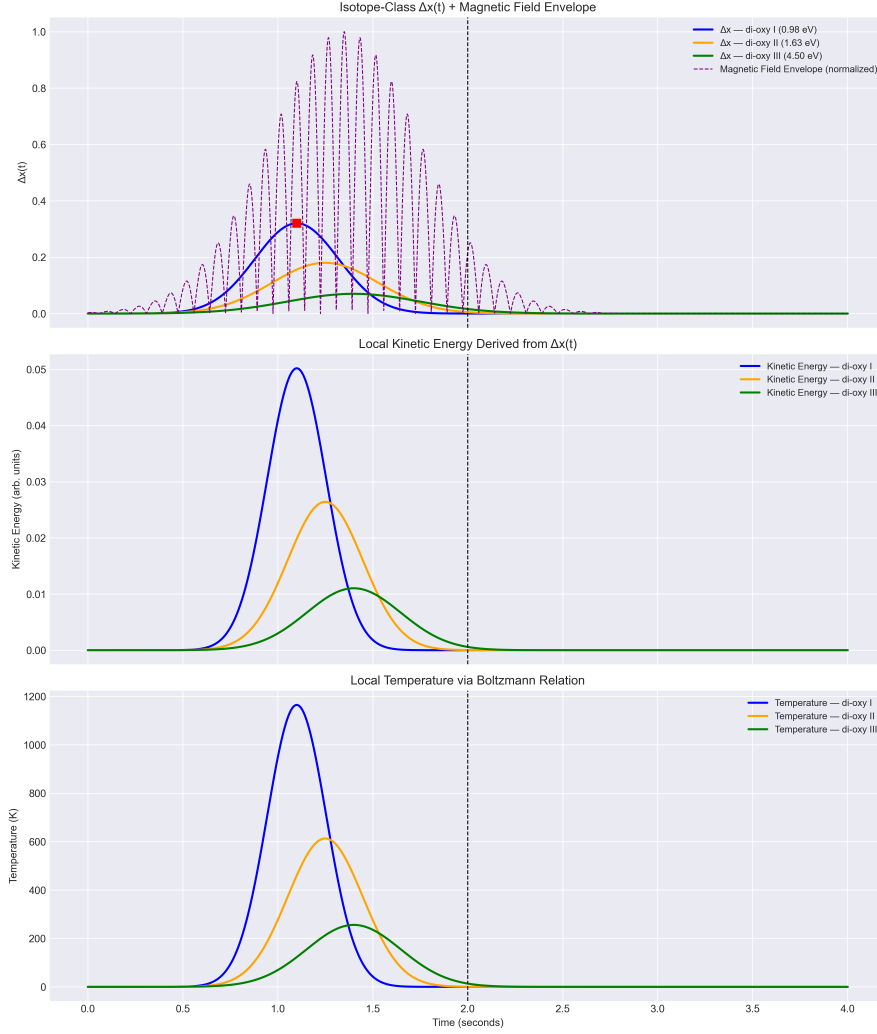 Isotope-Class Δx(t) + Magnetic Field Envelope
Δx — di-oxy I (0.98 eV)
Δx — di-oxy II (1.63 eV)
Δx — di-oxy III (4.50 eV)
Magnetic Field Envelope (normalized)
Δx(t)
1.0
0.8
0.6
0.4
0.2
0.0
Local Kinetic Energy Derived from Δx(t)
Kinetic Energy — di-oxy I
Kinetic Energy — di-oxy II
Kinetic Energy — di-oxy III
Kinetic Energy (arb. units)
0.05
0.04
0.03
0.02
0.01
0.00
Local Temperature via Boltzmann Relation
Temperature — di-oxy I
Temperature — di-oxy II
Temperature — di-oxy III
Temperature (K)
1200
1000
800
600
400
200
0
0.0 0.5 1.0 1.5 2.0 2.5 3.0 3.5 4.0
Time (seconds)